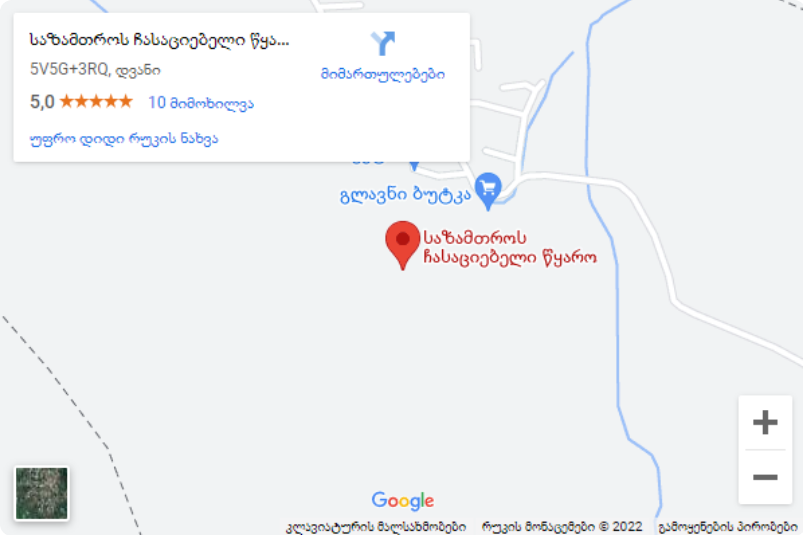 საზამთროს ჩასაციებელი წყა...
5V5G+3RQ, დვანი
5,0
10 მიმოხილვა
მიმართულებები
უფრო დიდი რუკის ნახვა
გლავნი ბუტკა
საზამთროს
ჩასაციებელი წყარო
Google
კლავიატურის მალსახმობები
რუკის მონაცემები © 2022
გამოყენების პირობები